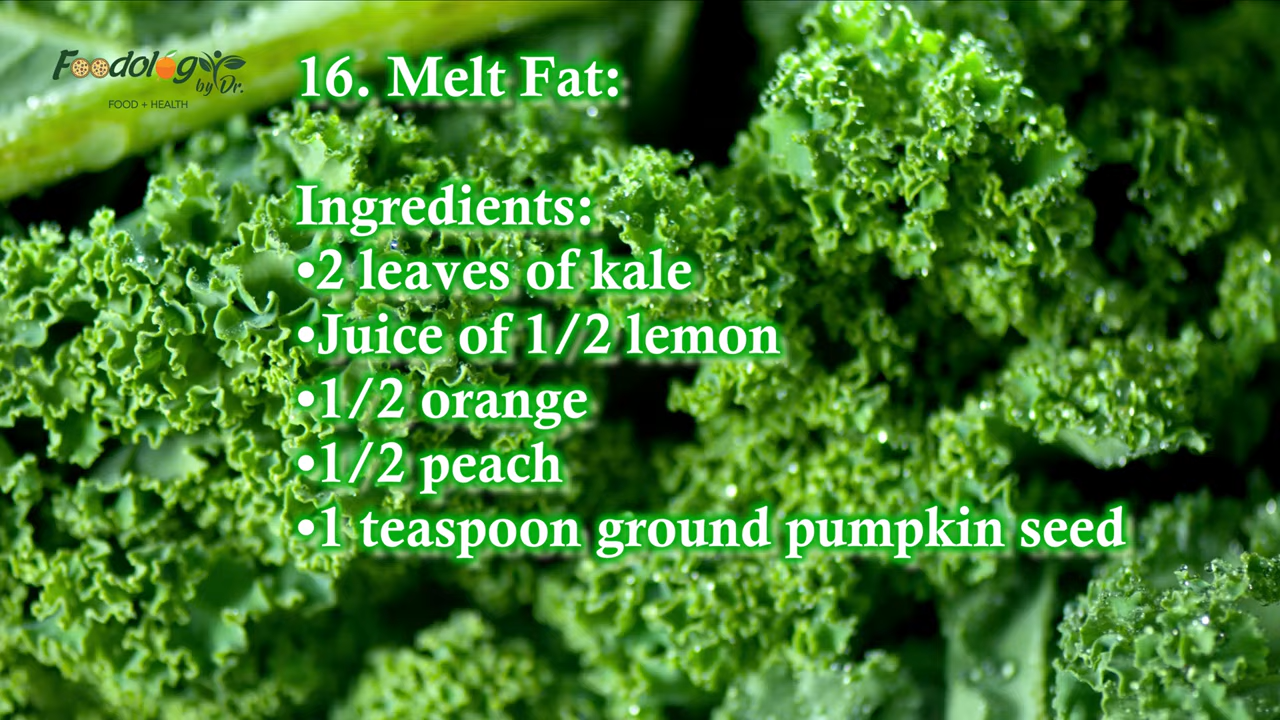 Foodology
by Dr.
FOOD + HEALTH
16. Melt Fat:
Ingredients:
•2 leaves of kale
•Juice of 1/2 lemon
•1/2 orange
•1/2 peach
•1 teaspoon ground pumpkin seed